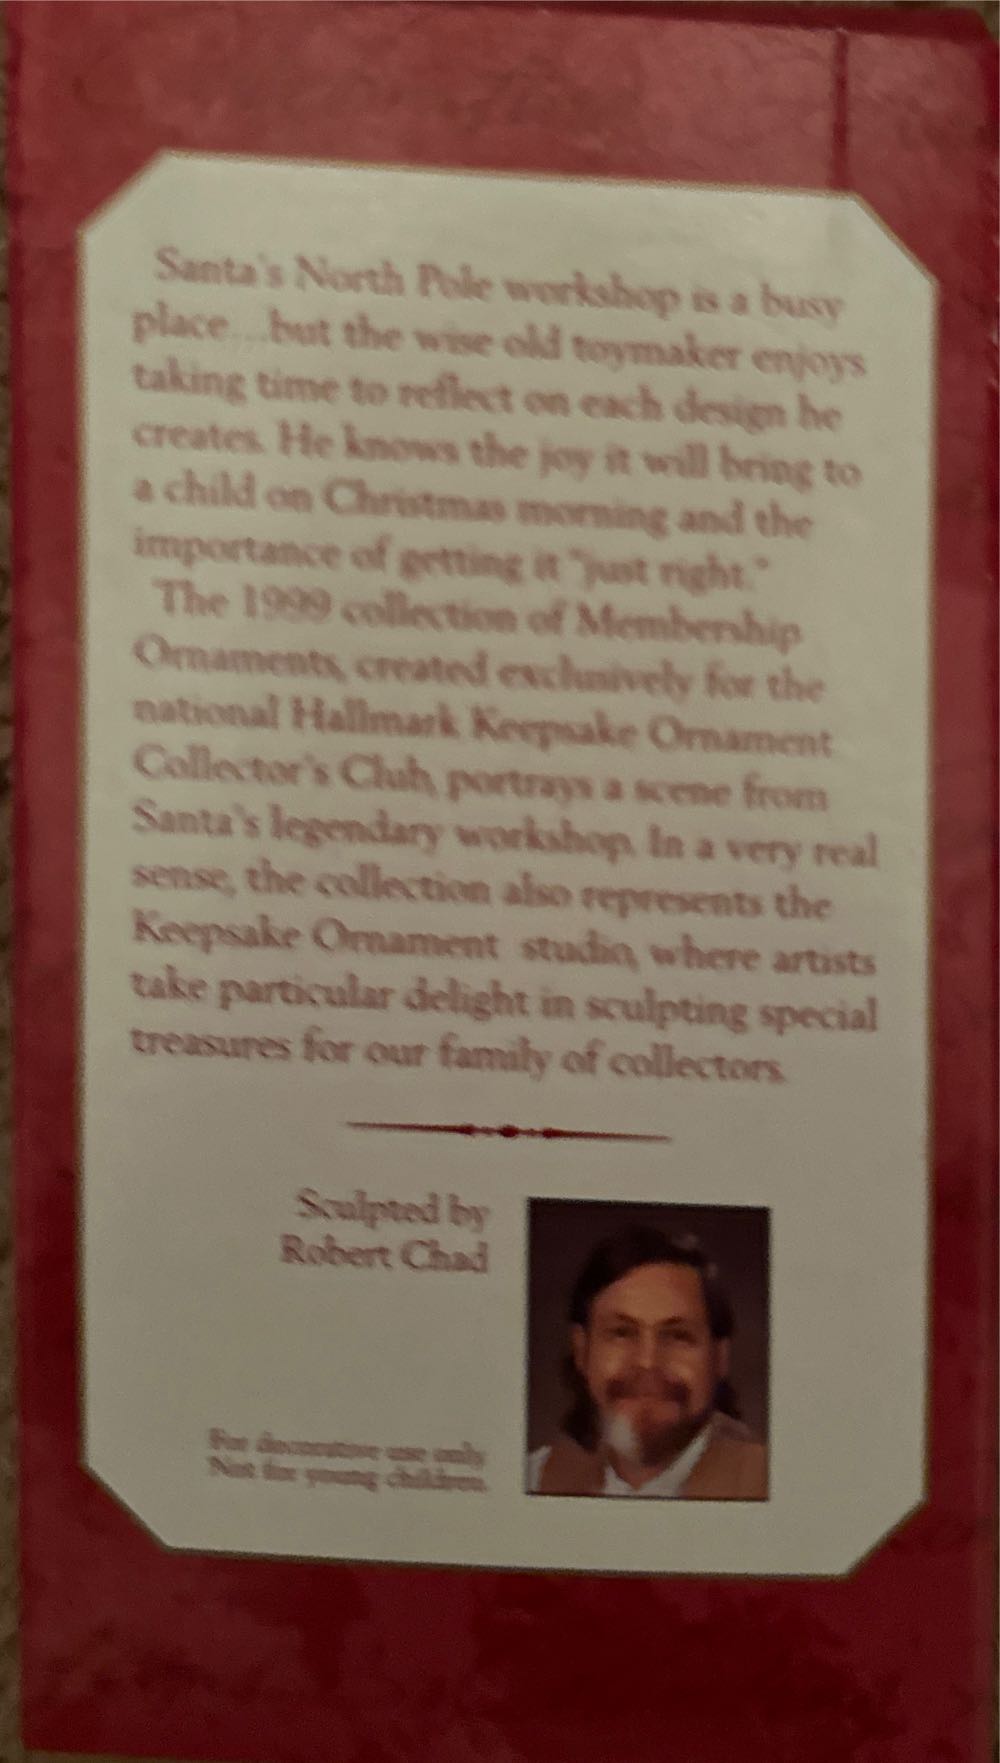 Santa's North Pole workshop is a busy
place...but the wise old toymaker enjoys
taking time to reflect on each design he
creates. He knows the joy it will bring to
a child on Christmas morning and the
importance of getting it "just right."
The 1999 collection of Membership
Ornaments, created exclusively for the
national Hallmark Keepsake Ornament
Collector's Club, portrays a scene from
Santa's legendary workshop. In a very real
sense, the collection also represents the
Keepsake Ornament studio, where artists
take particular delight in sculpting special
treasures for our family of collectors.
Sculpted by
Robert Chad
For decorative use only.
Not for young children.